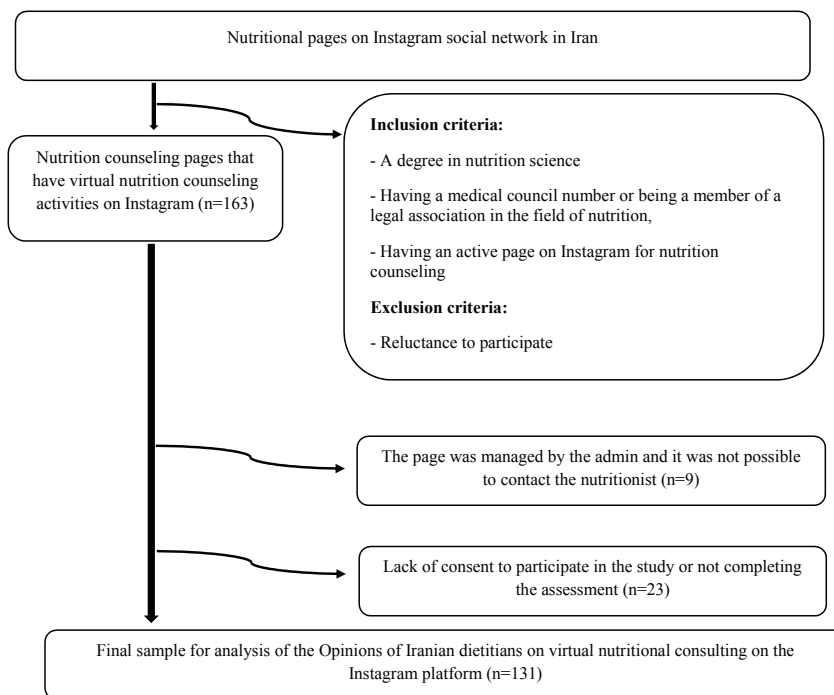 Nutritional pages on Instagram social network in Iran
Nutrition counseling pages that
have virtual nutrition counseling
activities on Instagram (n=163)
Inclusion criteria:
- A degree in nutrition science
- Having a medical council number or being a member of a
legal association in the field of nutrition,
- Having an active page on Instagram for nutrition
counseling
Exclusion criteria:
- Reluctance to participate
The page was managed by the admin and it was not possible
to contact the nutritionist (n=9)
Lack of consent to participate in the study or not completing
the assessment (n=23)
Final sample for analysis of the Opinions of Iranian dietitians on virtual nutritional consulting on the
Instagram platform (n=131)